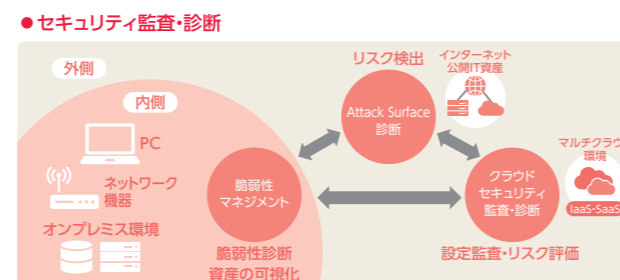 ●セキュリティ監査・診断
外側
内側
PC
ネットワーク
機器
オンプレミス環境
脆弱性
マネジメント
脆弱性診断
資産の可視化
リスク検出
Attack Surface
診断
インターネット
公開IT資産
クラウド
セキュリティ
監査・診断
設定監査・リスク評価
マルチクラウ
環境
IaaS・SaaS